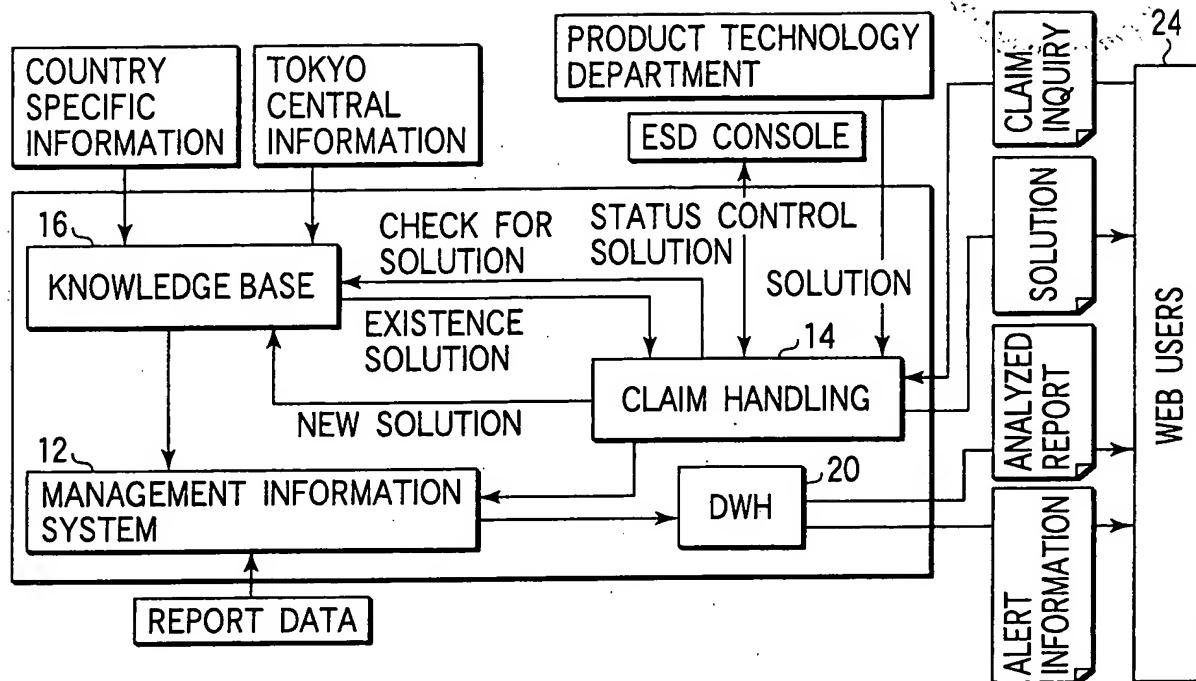 COUNTRY
SPECIFIC
INFORMATION
TOKYO
CENTRAL
INFORMATION
PRODUCT TECHNOLOGY
DEPARTMENT
ESD CONSOLE
CLAIM
INQUIRY
24
16
KNOWLEDGE BASE
CHECK FOR
SOLUTION
STATUS CONTROL
SOLUTION
SOLUTION
EXISTENCE
SOLUTION
14
CLAIM HANDLING
NEW SOLUTION
SOLUTION
WEB USERS
12
MANAGEMENT INFORMATION
SYSTEM
20
DWH
ANALYZED
REPORT
ALERT
INFORMATION
REPORT DATA